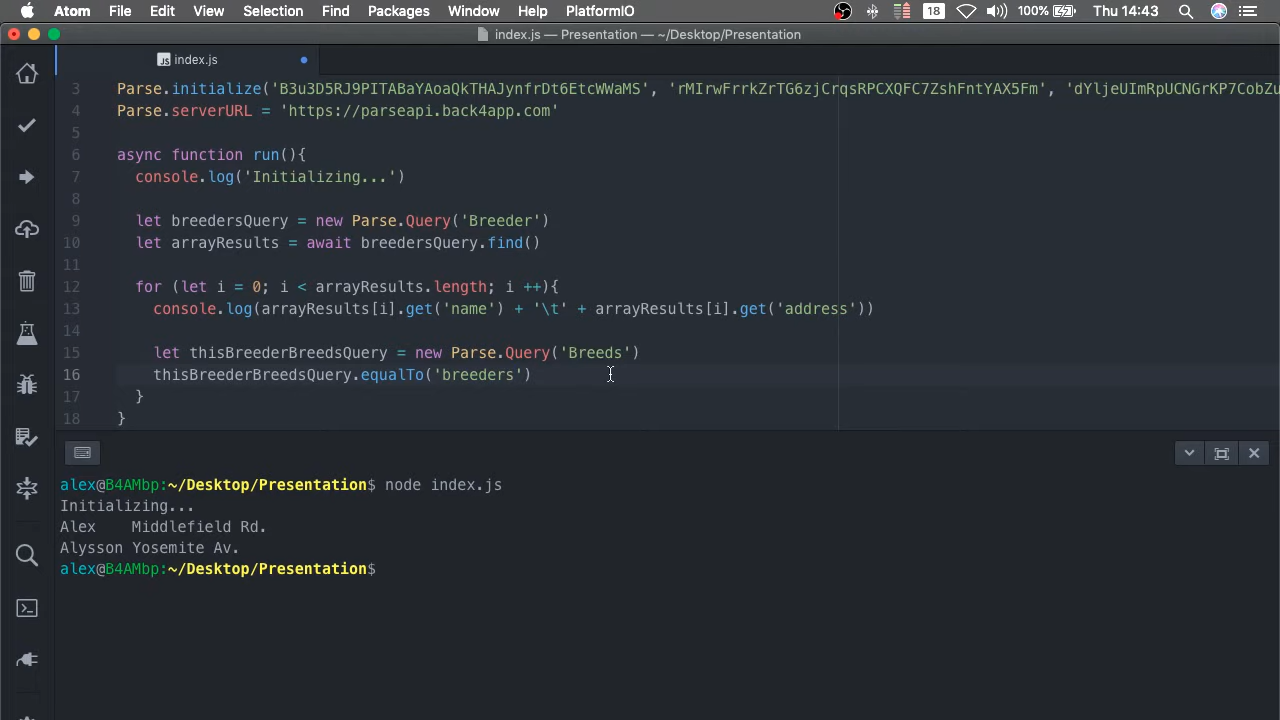 Atom File Edit View Selection Find Packages Window Help PlatformIO 18 100% Thu 14:43
index.js — Presentation — ~/Desktop/Presentation
JS index.js
3 Parse.initialize('B3u3D5RJ9PITABaYAoaQkTHAJynfrDt6EtcWWaMS', 'rMIrwFrrkZrTG6zjCrqsRPCXQFC7ZshFntYAX5Fm', 'dYljeUImRpUCNGrKP7CobZu
4 Parse.serverURL = 'https://parseapi.back4app.com'
5
6 async function run(){
7 console.log('Initializing...')
8
9 let breedersQuery = new Parse.Query('Breeder')
10 let arrayResults = await breedersQuery.find()
11
12 for (let i = 0; i < arrayResults.length; i ++){
13 console.log(arrayResults[i].get('name') + '\t' + arrayResults[i].get('address'))
14
15 let thisBreederBreedsQuery = new Parse.Query('Breeds')
16 thisBreederBreedsQuery.equalTo('breeders')
17 }
18 }
alex@B4AMbp:~/Desktop/Presentation$ node index.js
Initializing...
Alex Middlefield Rd.
Alysson Yosemite Av.
alex@B4AMbp:~/Desktop/Presentation$